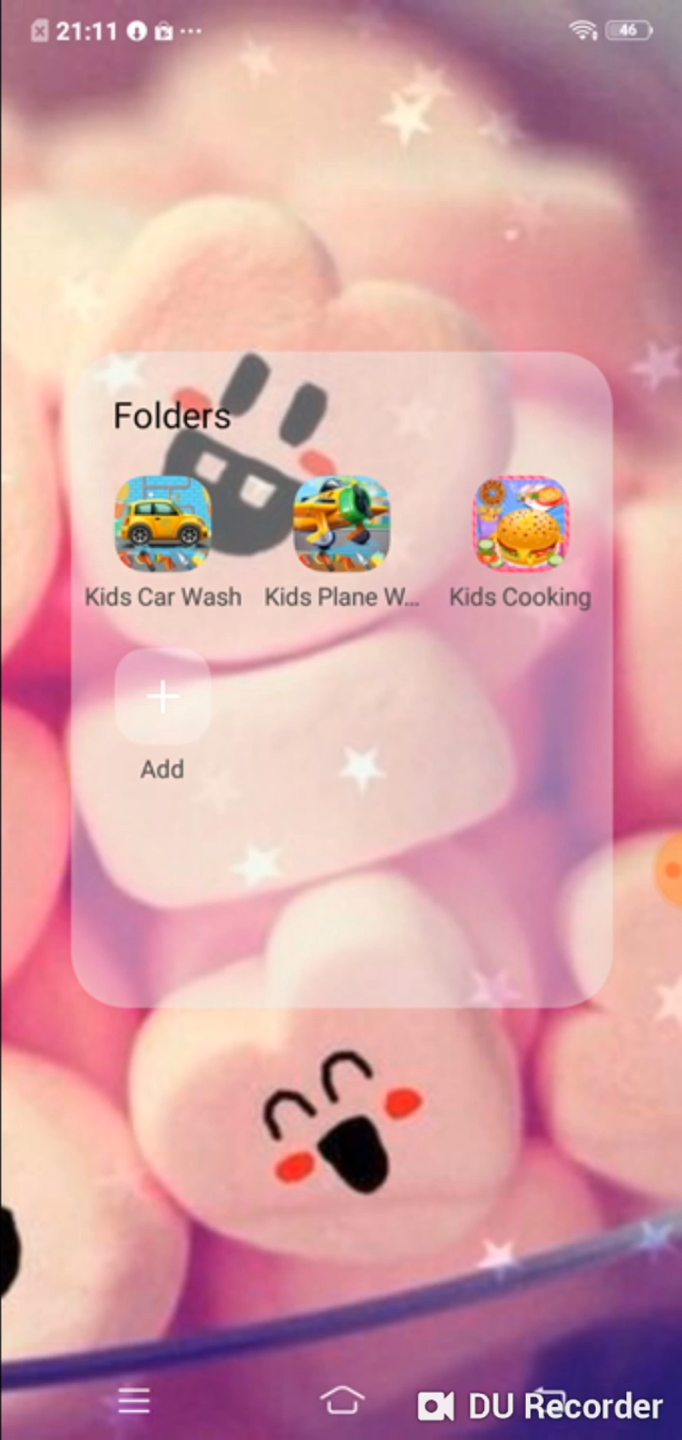 21:11
46
Folders
Kids Car Wash
Kids Plane W...
Kids Cooking
Add
DU Recorder